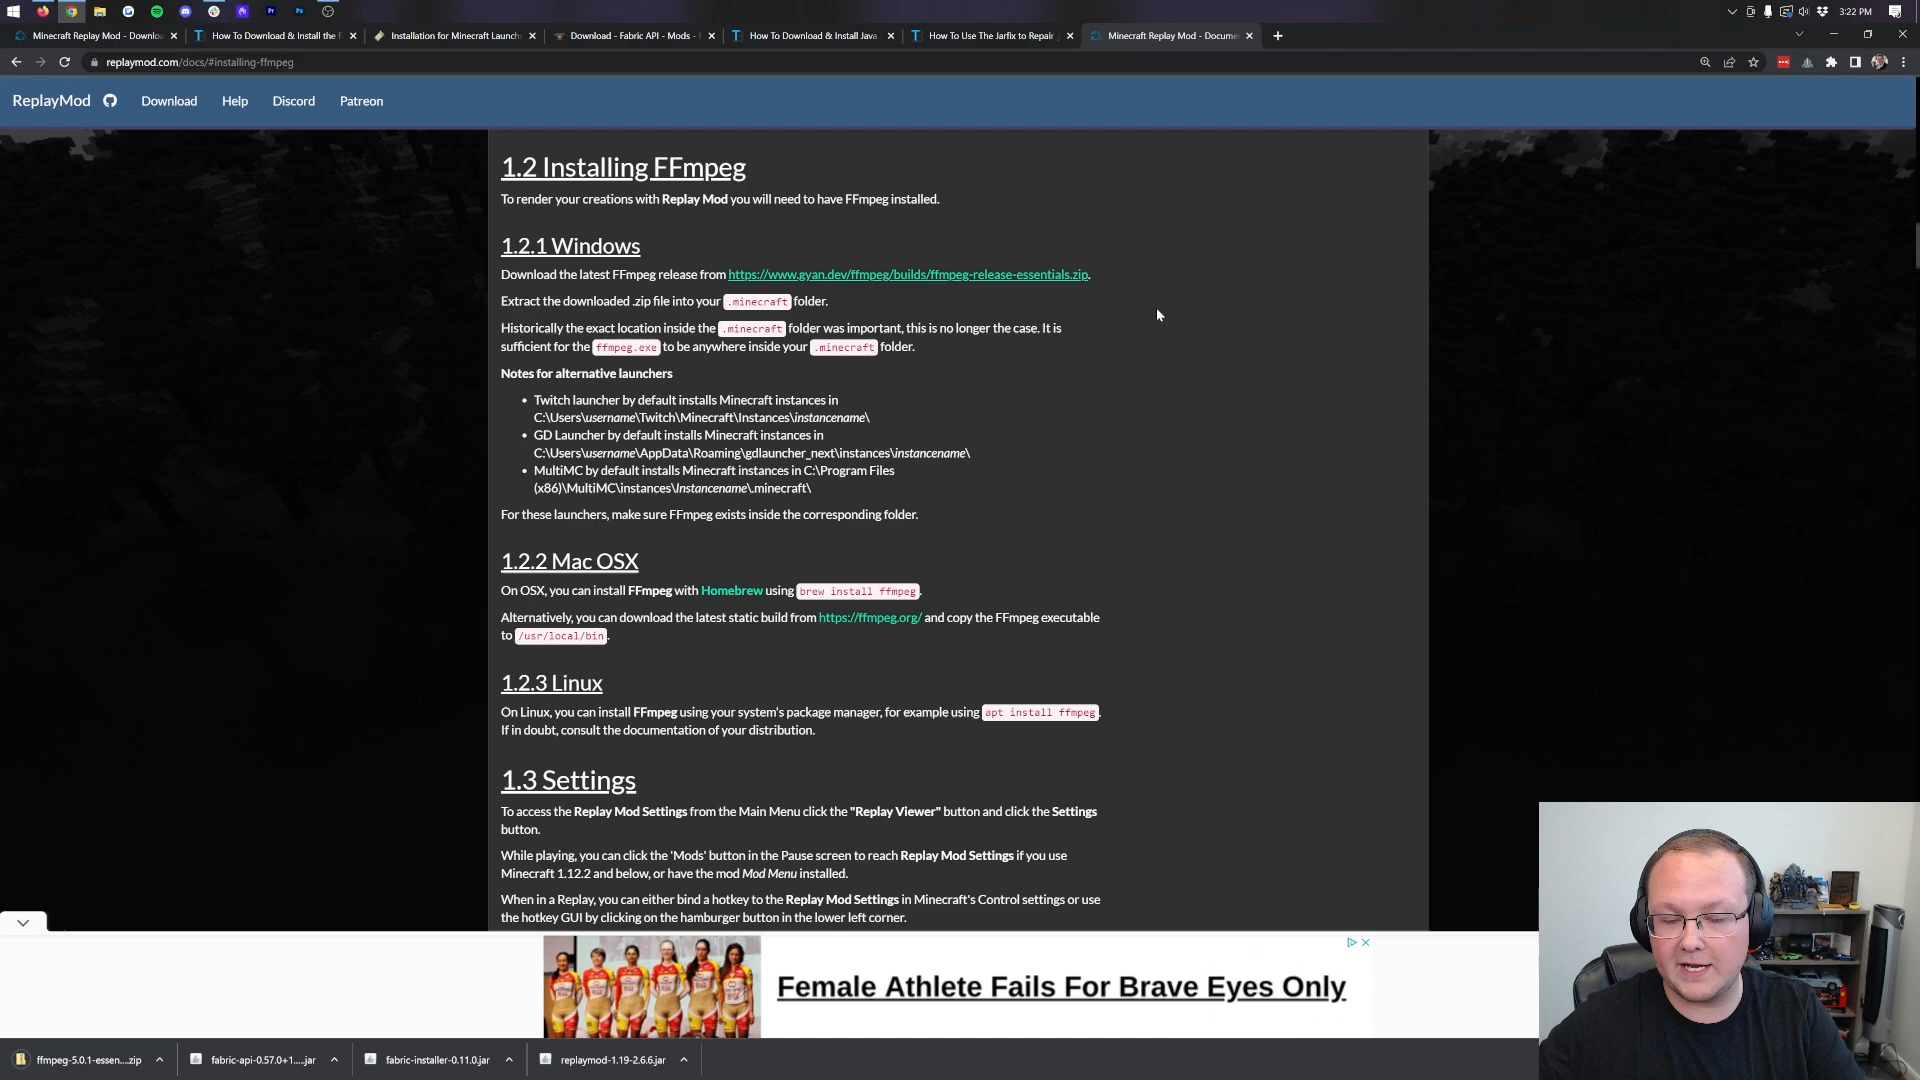 3:22 PM
Minecraft Replay Mod - Downloa
How To Download & Install the F
Installation for Minecraft Launch
Download - Fabric API - Mods -
How To Download & Install Java
How To Use The Jarfix to Repair
Minecraft Replay Mod - Docume
replaymod.com/docs/#installing-ffmpeg
ReplayMod Download Help Discord Patreon
1.2 Installing FFmpeg
To render your creations with Replay Mod you will need to have FFmpeg installed.
1.2.1 Windows
Download the latest FFmpeg release from https://www.gyan.dev/ffmpeg/builds/ffmpeg-release-essentials.zip.
Extract the downloaded .zip file into your .minecraft folder.
Historically the exact location inside the .minecraft folder was important, this is no longer the case. It is
sufficient for the ffmpeg.exe to be anywhere inside your .minecraft folder.
Notes for alternative launchers
• Twitch launcher by default installs Minecraft instances in
C:\Users\username\Twitch\Minecraft\Instances\instancename\
• GD Launcher by default installs Minecraft instances in
C:\Users\username\AppData\Roaming\gdlauncher_next\instances\instancename\
• MultiMC by default installs Minecraft instances in C:\Program Files
(x86)\MultiMC\instances\Instancename\.minecraft\
For these launchers, make sure FFmpeg exists inside the corresponding folder.
1.2.2 Mac OSX
On OSX, you can install FFmpeg with Homebrew using brew install ffmpeg.
Alternatively, you can download the latest static build from https://ffmpeg.org/ and copy the FFmpeg executable
to /usr/local/bin.
1.2.3 Linux
On Linux, you can install FFmpeg using your system's package manager, for example using apt install ffmpeg.
If in doubt, consult the documentation of your distribution.
1.3 Settings
To access the Replay Mod Settings from the Main Menu click the "Replay Viewer" button and click the Settings
button.
While playing, you can click the 'Mods' button in the Pause screen to reach Replay Mod Settings if you use
Minecraft 1.12.2 and below, or have the mod Mod Menu installed.
When in a Replay, you can either bind a hotkey to the Replay Mod Settings in Minecraft's Control settings or use
the hotkey GUI by clicking on the hamburger button in the lower left corner.
Female Athlete Fails For Brave Eyes Only
ffmpeg-5.0.1-essen....zip
fabric-api-0.57.0+1.....jar
fabric-installer-0.11.0.jar
replaymod-1.19-2.6.6.jar